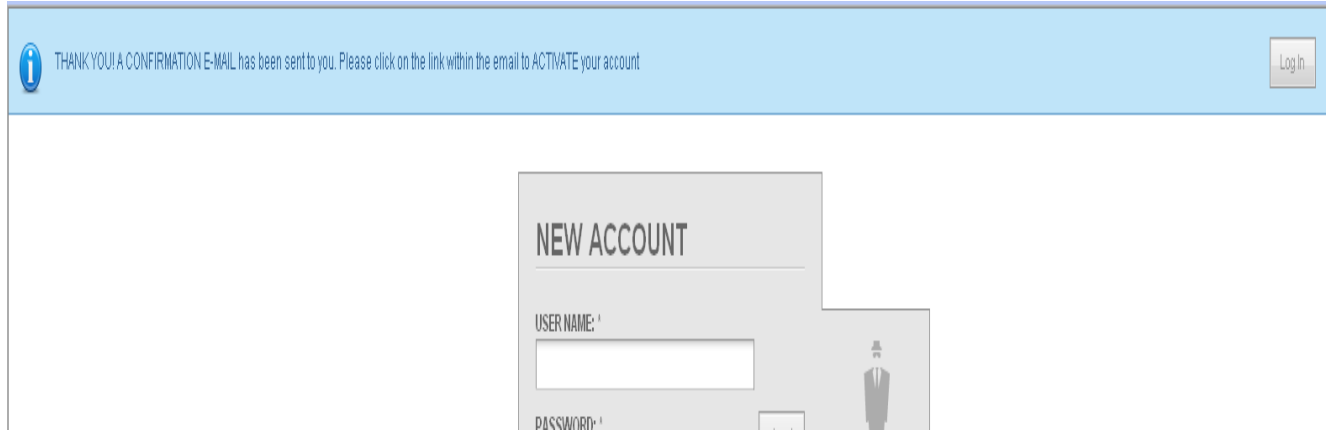 THANK YOU! A CONFIRMATION E-MAIL has been sent to you. Please click on the link within the email to ACTIVATE your account
Log In
NEW ACCOUNT
USER NAME: *
PASSWORD: *